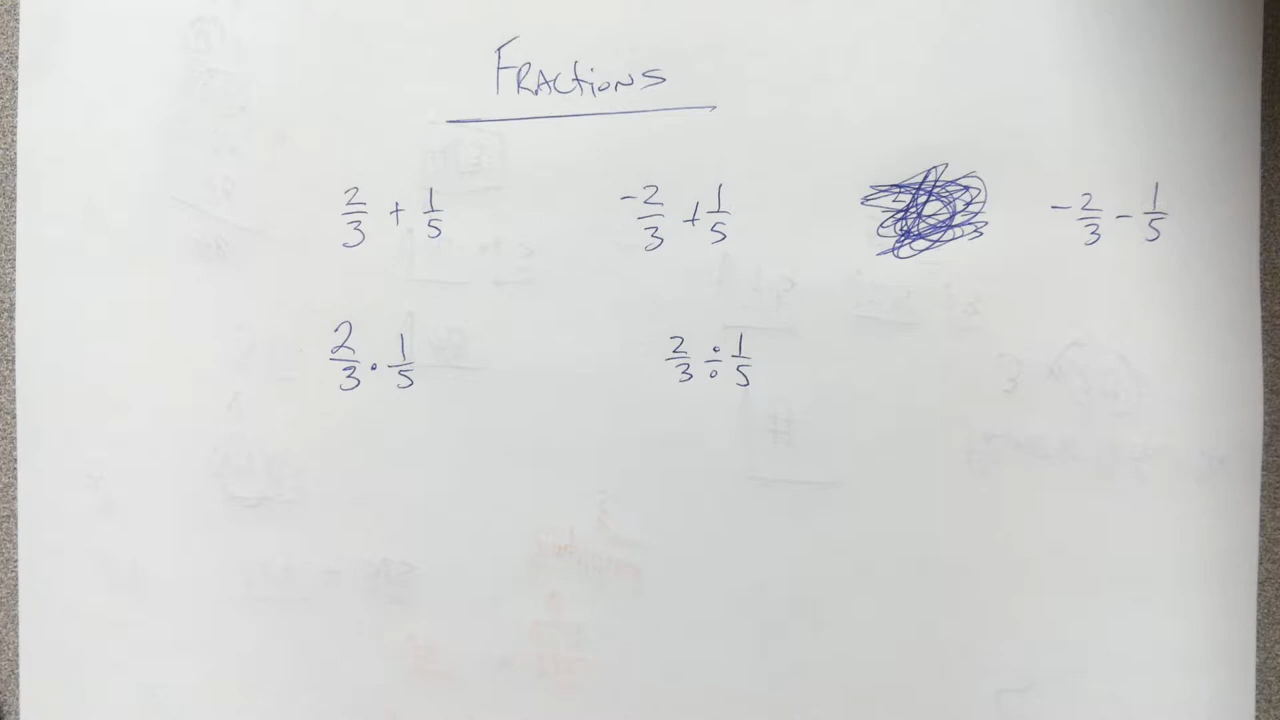 Fractions
2/3 + 1/5   -2/3 + 1/5   -2/3 - 1/5
2/3 · 1/5   2/3 ÷ 1/5